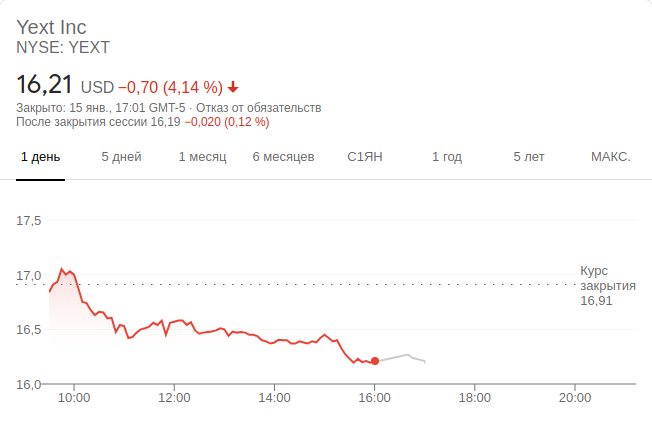 Yext Inc
NYSE: YEXT
16,21 USD −0,70 (4,14 %)
Закрыто: 15 янв., 17:01 GMT-5 · Отказ от обязательств
После закрытия сессии 16,19 −0,020 (0,12 %)
1 день 5 дней 1 месяц 6 месяцев С1ЯН 1 год 5 лет МАКС.
17,5
17,0
Курс
закрытия
16,91
16,5
16,0
10:00 12:00 14:00 16:00 18:00 20:00